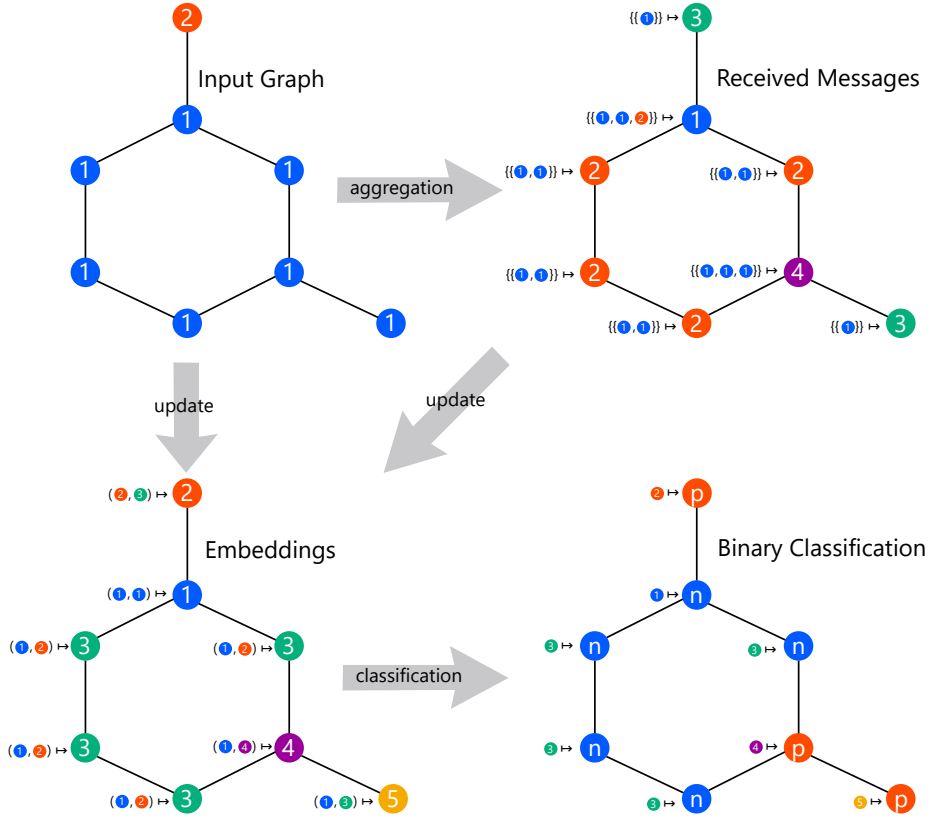 2
Input Graph
1
1
1
1
1
1
1
aggregation
Received Messages
{{1}} ↦ 3
{{1,1,2}} ↦ 1
{{1,1}} ↦ 2
{{1,1}} ↦ 2
{{1,1}} ↦ 2
{{1,1,1}} ↦ 4
{{1,1}} ↦ 2
{{1}} ↦ 3
update
update
(2,3) ↦ 2
Embeddings
(1,1) ↦ 1
(1,2) ↦ 3
(1,2) ↦ 3
(1,2) ↦ 3
(1,4) ↦ 4
(1,2) ↦ 3
(1,3) ↦ 5
classification
2 ↦ p
Binary Classification
1 ↦ n
3 ↦ n
3 ↦ n
3 ↦ n
4 ↦ p
3 ↦ n
5 ↦ p